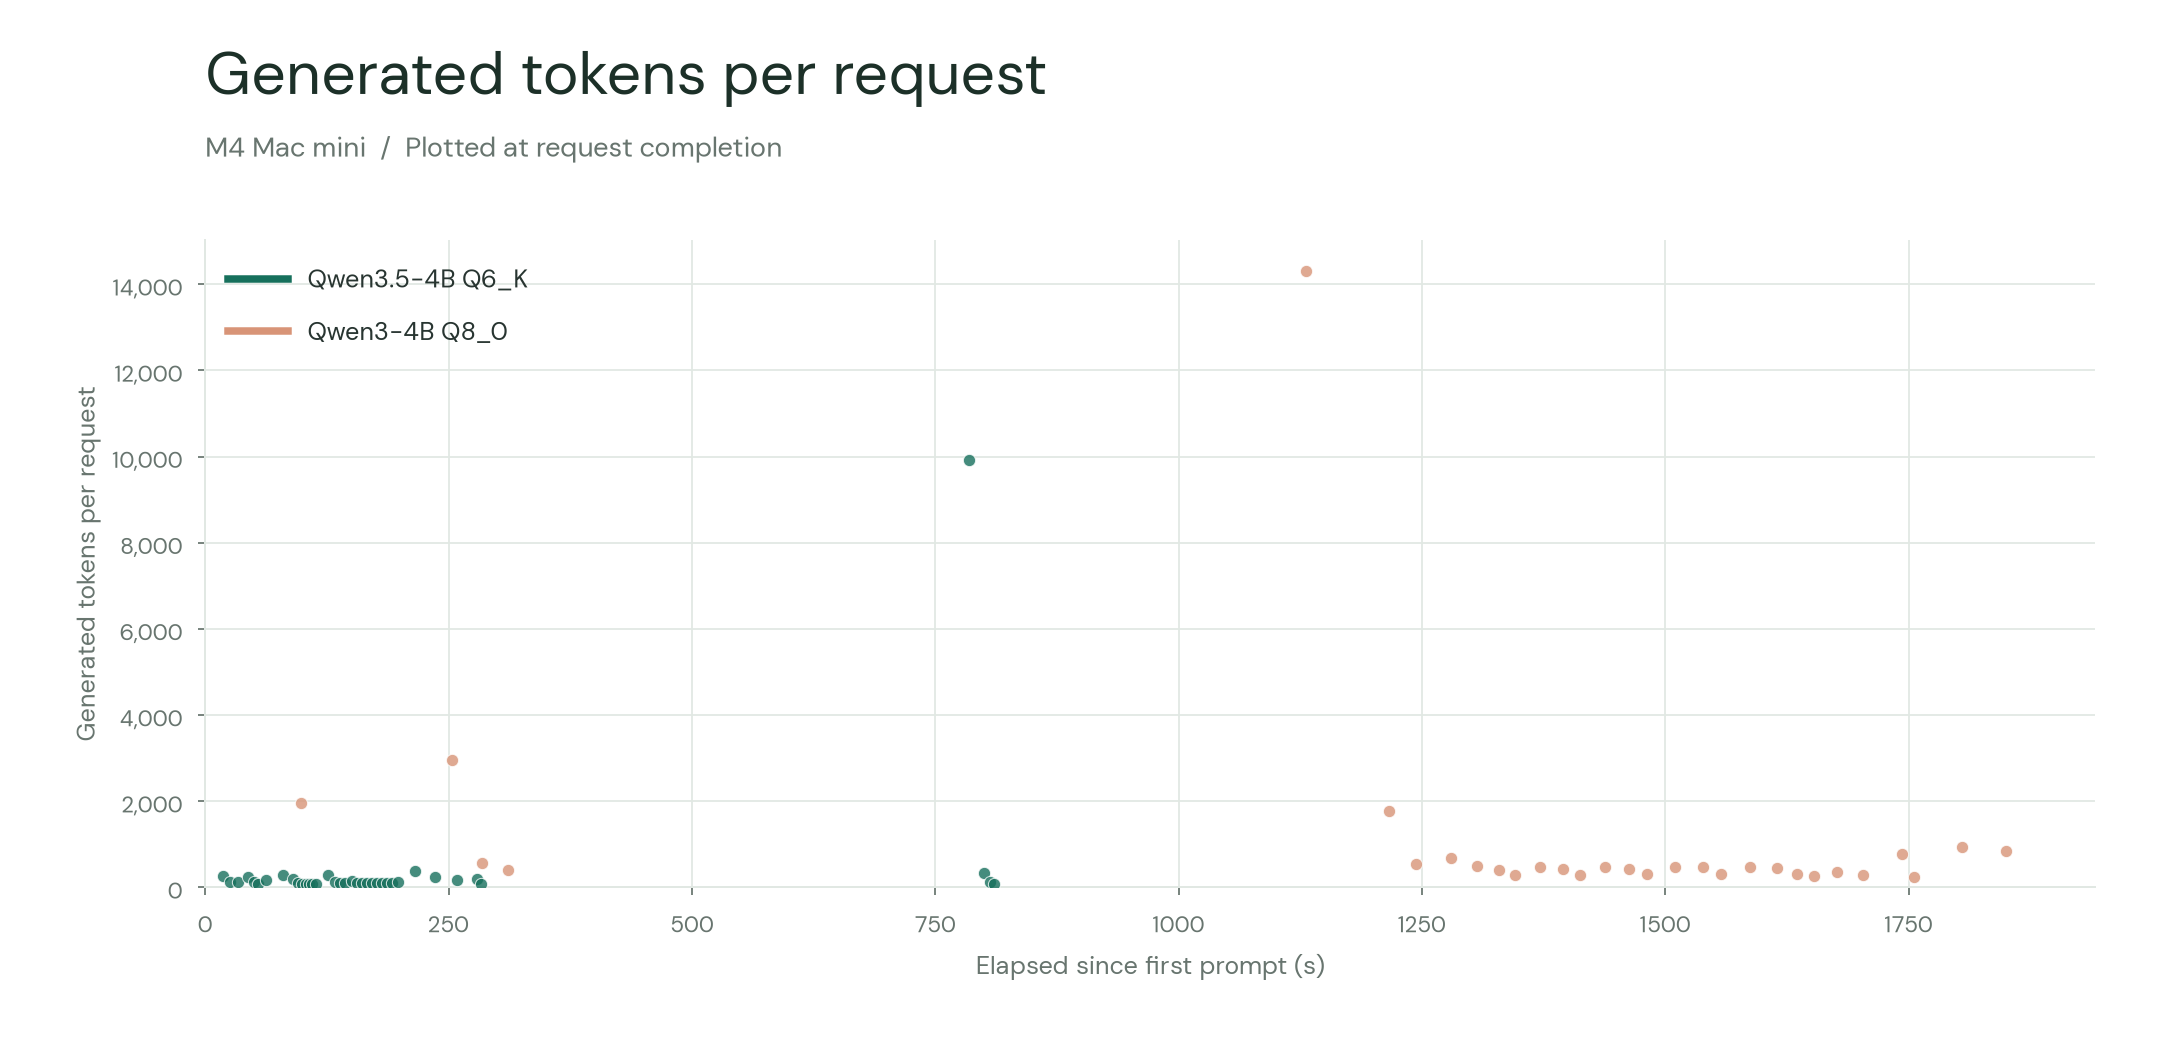 Generated tokens per request
M4 Mac mini / Plotted at request completion
Qwen3.5-4B Q6_K
Qwen3-4B Q8_0
Generated tokens per request
14,000
12,000
10,000
8,000
6,000
4,000
2,000
0
0 250 500 750 1000 1250 1500 1750
Elapsed since first prompt (s)